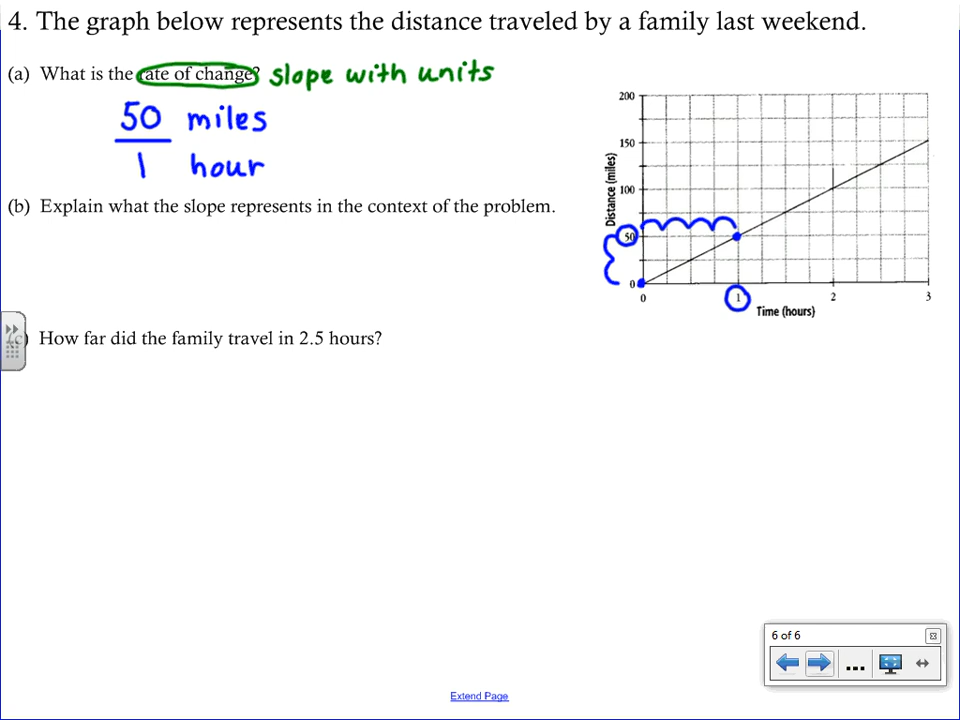 4. The graph below represents the distance traveled by a family last weekend.
(a) What is the rate of change? slope with units
50 miles
1 hour
(b) Explain what the slope represents in the context of the problem.
(c) How far did the family travel in 2.5 hours?
200
150
100
50
0
Distance (miles)
0 1 2 3
Time (hours)
6 of 6
...
Extend Page